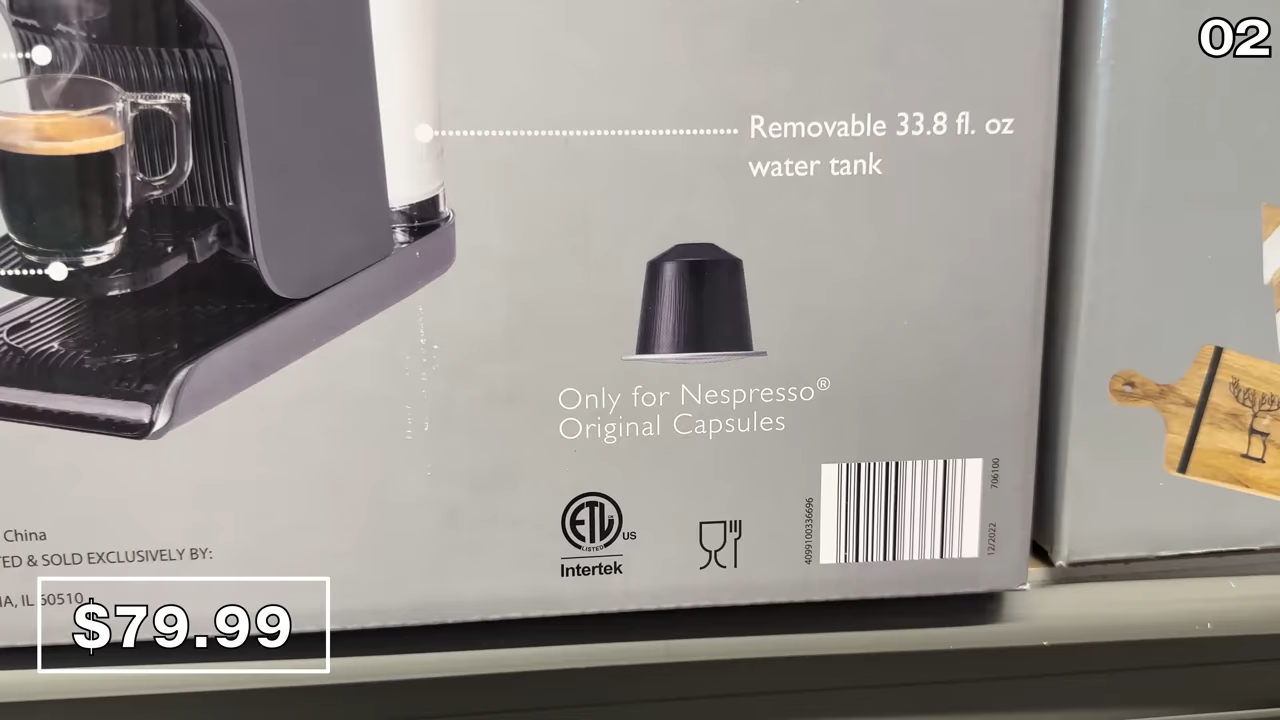 02
Removable 33.8 fl. oz
water tank
Only for Nespresso®
Original Capsules
China
TED & SOLD EXCLUSIVELY BY:
IA, IL 60510
$79.99
ETL
LISTED
US
Intertek
4099100336696
12/2022
706100